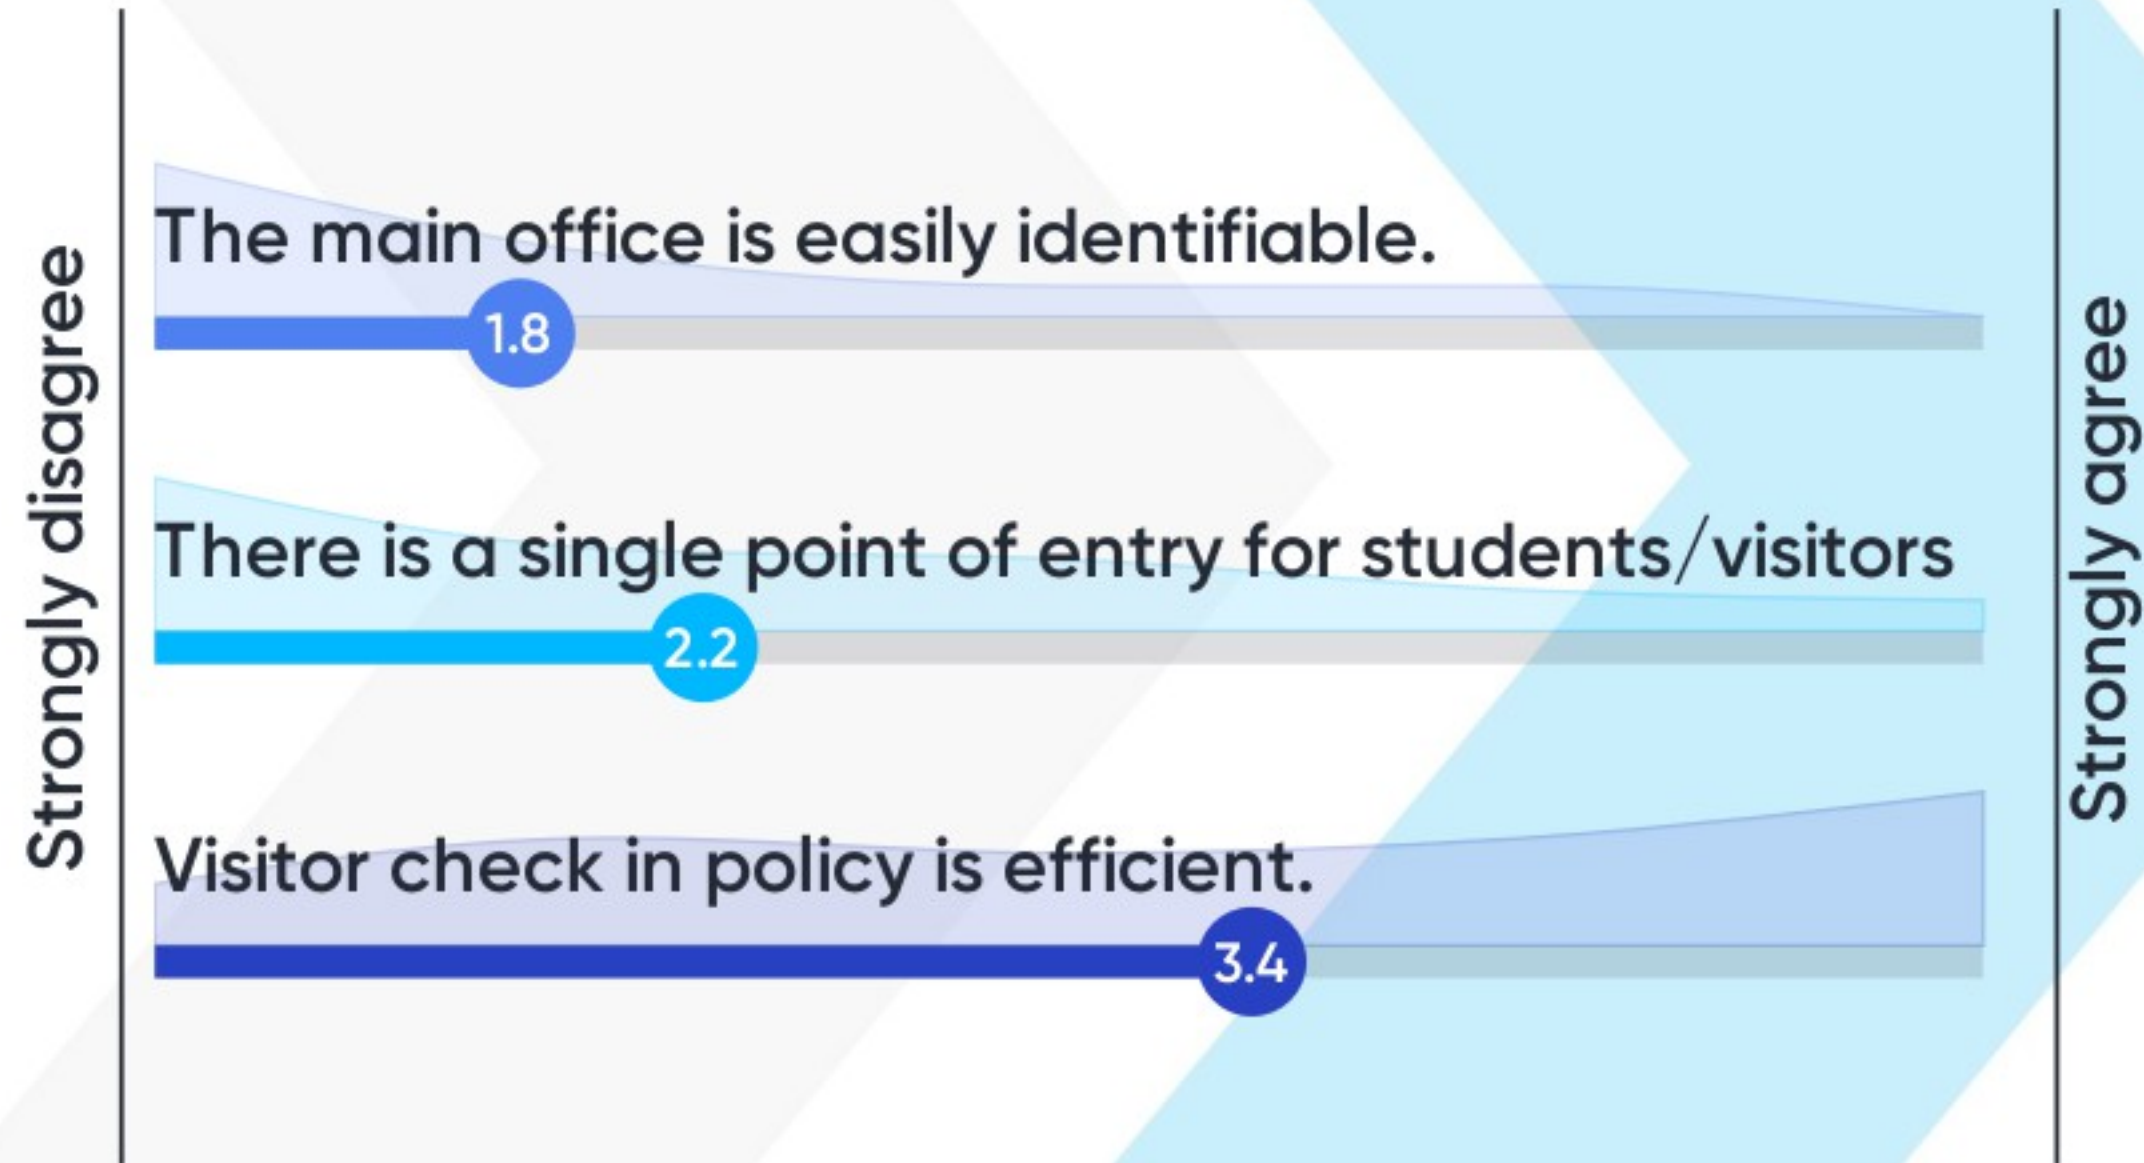 Strongly disagree
The main office is easily identifiable.
1.8
There is a single point of entry for students/visitors
2.2
Visitor check in policy is efficient.
3.4
Strongly agree